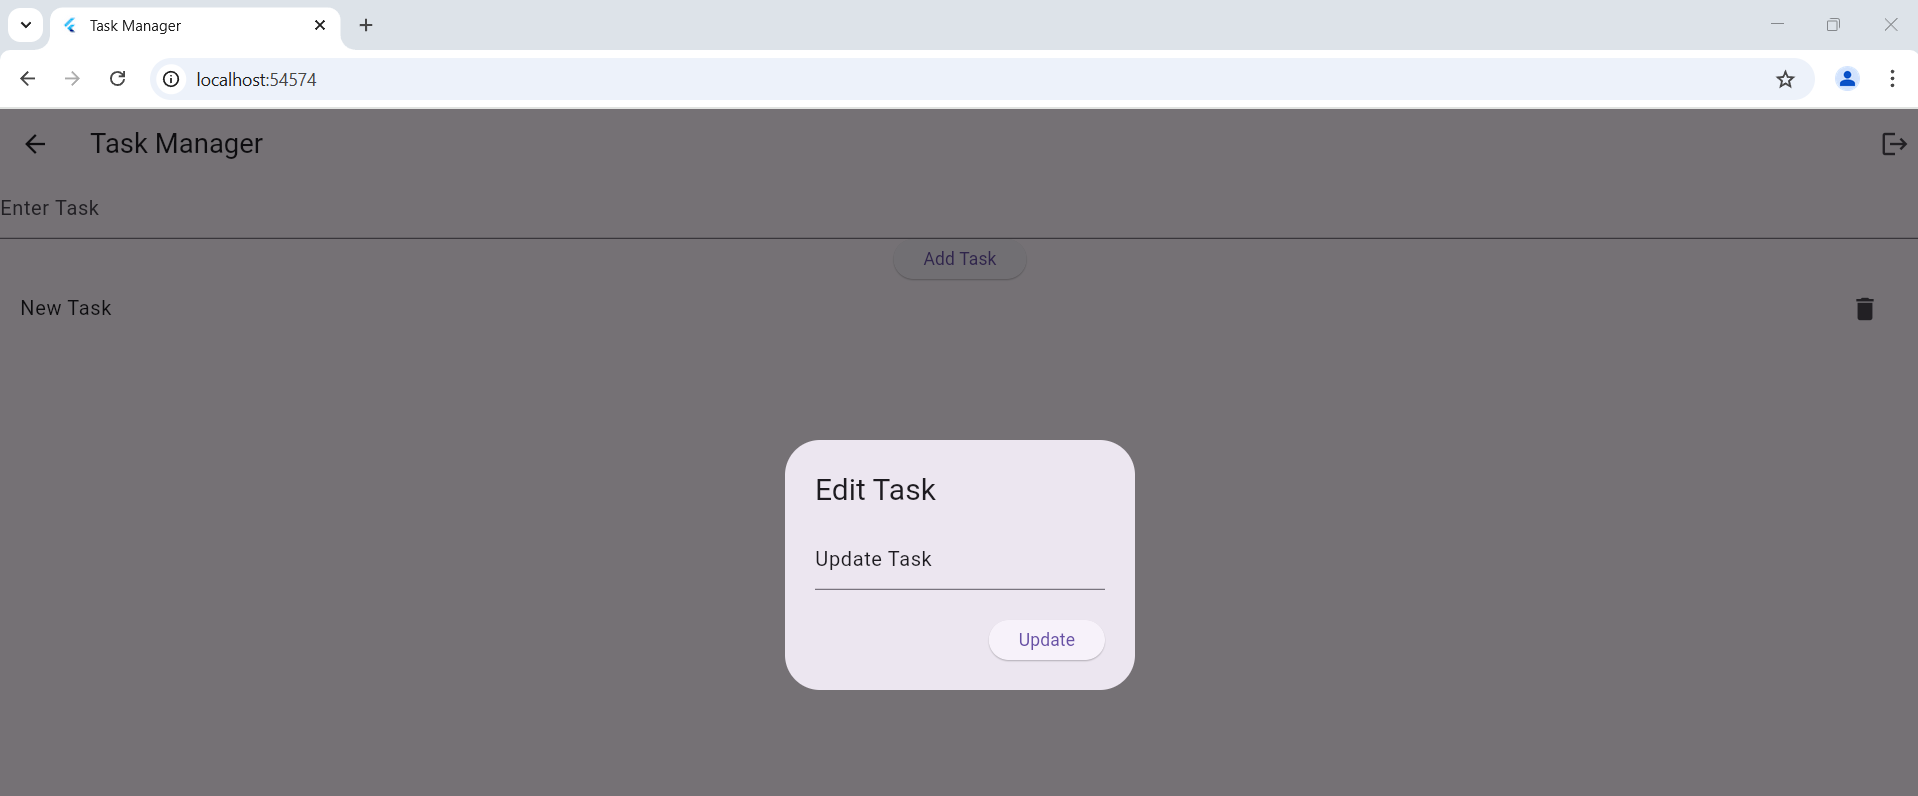 Task Manager
localhost:54574
Task Manager
Enter Task
Add Task
New Task
Edit Task
Update Task
Update